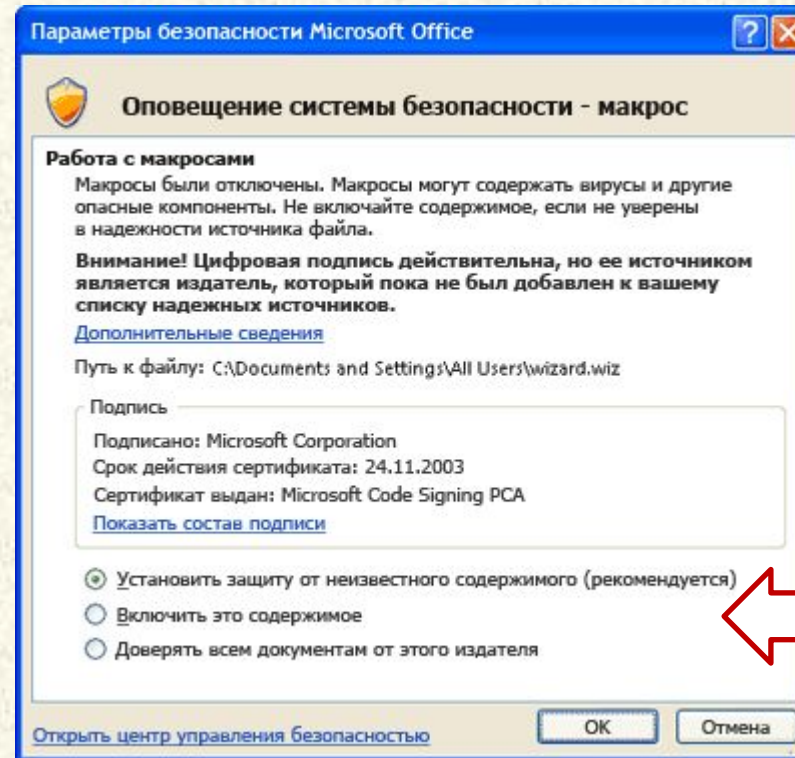 Параметры безопасности Microsoft Office
Оповещение системы безопасности - макрос
Работа с макросами
Макросы были отключены. Макросы могут содержать вирусы и другие
опасные компоненты. Не включайте содержимое, если не уверены
в надежности источника файла.
Внимание! Цифровая подпись действительна, но ее источником
является издатель, который пока не был добавлен к вашему
списку надежных источников.
Дополнительные сведения
Путь к файлу: C:\Documents and Settings\All Users\wizard.wiz
Подпись
Подписано: Microsoft Corporation
Срок действия сертификата: 24.11.2003
Сертификат выдан: Microsoft Code Signing PCA
Показать состав подписи
Установить защиту от неизвестного содержимого (рекомендуется)
Включить это содержимое
Доверять всем документам от этого издателя
Открыть центр управления безопасностью
ОК
Отмена